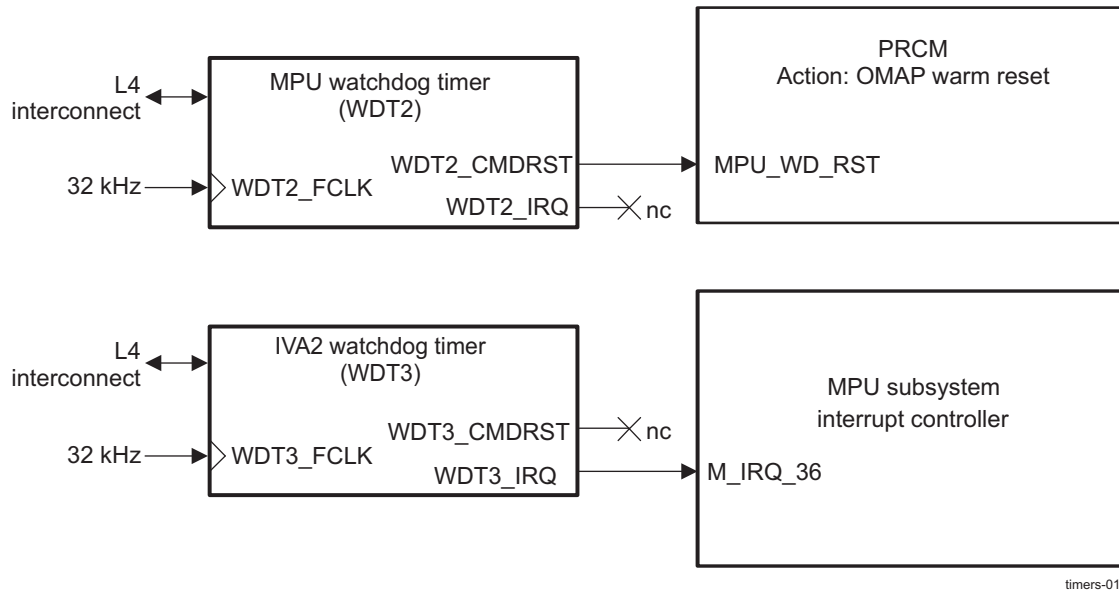 PRCM
Action: OMAP warm reset
L4
interconnect
MPU watchdog timer
(WDT2)
WDT2_CMDRST
MPU_WD_RST
32 kHz
WDT2_FCLK
WDT2_IRQ
nc
L4
interconnect
IVA2 watchdog timer
(WDT3)
MPU subsystem
interrupt controller
WDT3_CMDRST
nc
32 kHz
WDT3_FCLK
WDT3_IRQ
M_IRQ_36
timers-01